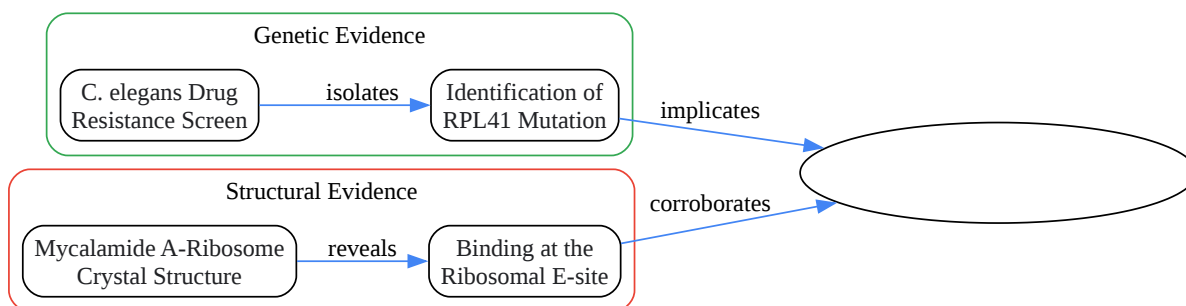 Genetic Evidence
C. elegans Drug
Resistance Screen
isolates
Identification of
RPL41 Mutation
implicates
Structural Evidence
Mycalamide A-Ribosome
Crystal Structure
reveals
Binding at the
Ribosomal E-site
corroborates